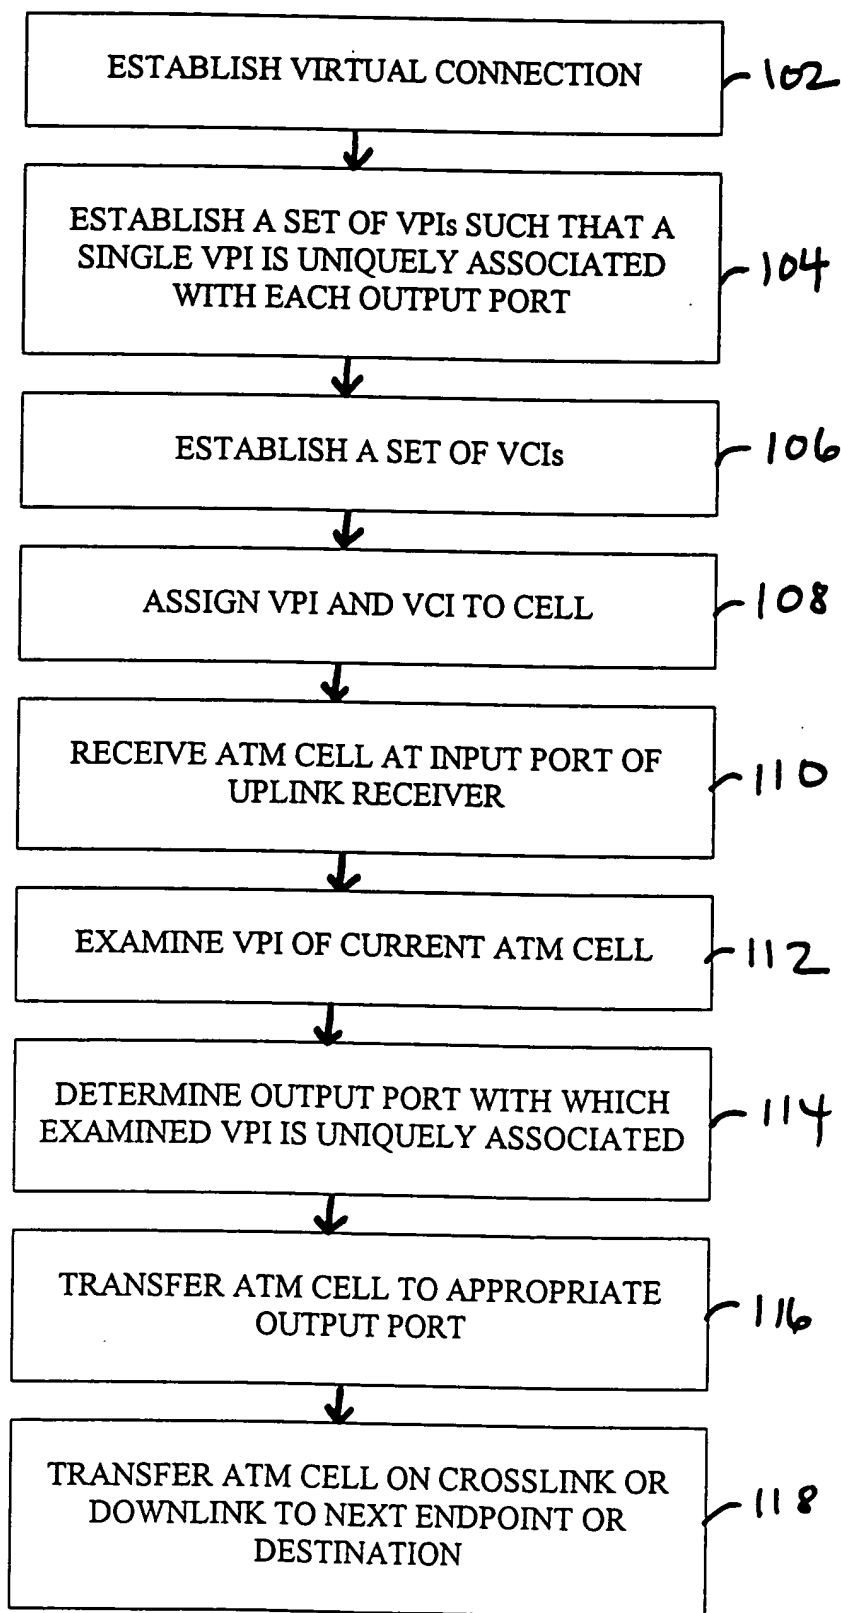 ESTABLISH VIRTUAL CONNECTION
102
ESTABLISH A SET OF VPIs SUCH THAT A
SINGLE VPI IS UNIQUELY ASSOCIATED
WITH EACH OUTPUT PORT
104
ESTABLISH A SET OF VCIs
106
ASSIGN VPI AND VCI TO CELL
108
RECEIVE ATM CELL AT INPUT PORT OF
UPLINK RECEIVER
110
EXAMINE VPI OF CURRENT ATM CELL
112
DETERMINE OUTPUT PORT WITH WHICH
EXAMINED VPI IS UNIQUELY ASSOCIATED
114
TRANSFER ATM CELL TO APPROPRIATE
OUTPUT PORT
116
TRANSFER ATM CELL ON CROSSLINK OR
DOWNLINK TO NEXT ENDPOINT OR
DESTINATION
118